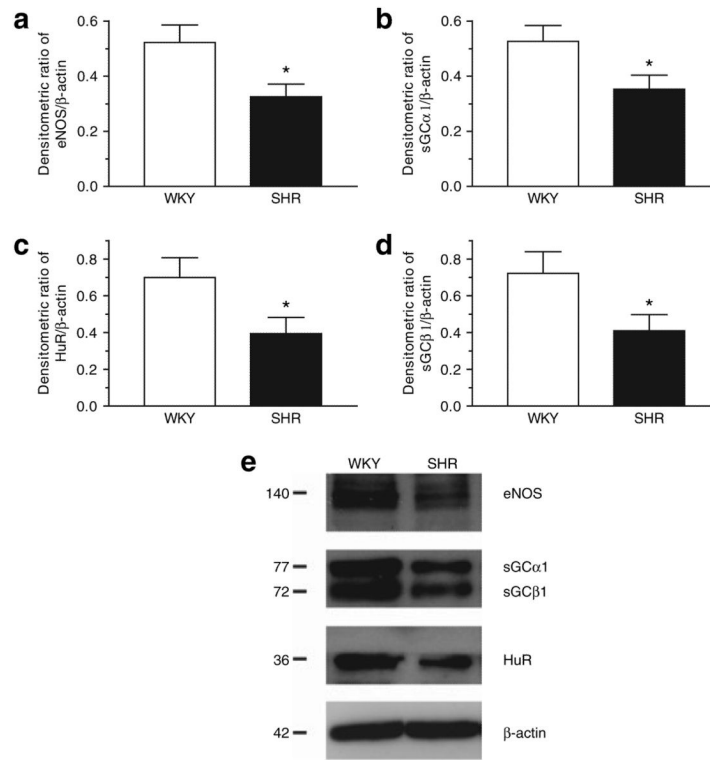 a
Densitometric ratio of
eNOS/β-actin
0.6
0.4
0.2
0.0
*
WKY
SHR
b
Densitometric ratio of
sGCα1/β-actin
0.6
0.4
0.2
0.0
*
WKY
SHR
c
Densitometric ratio of
HuR/β-actin
0.8
0.6
0.4
0.2
0.0
*
WKY
SHR
d
Densitometric ratio of
sGCβ1/β-actin
0.8
0.6
0.4
0.2
0.0
*
WKY
SHR
e
WKY SHR
140 eNOS
77 sGCα1
72 sGCβ1
36 HuR
42 β-actin